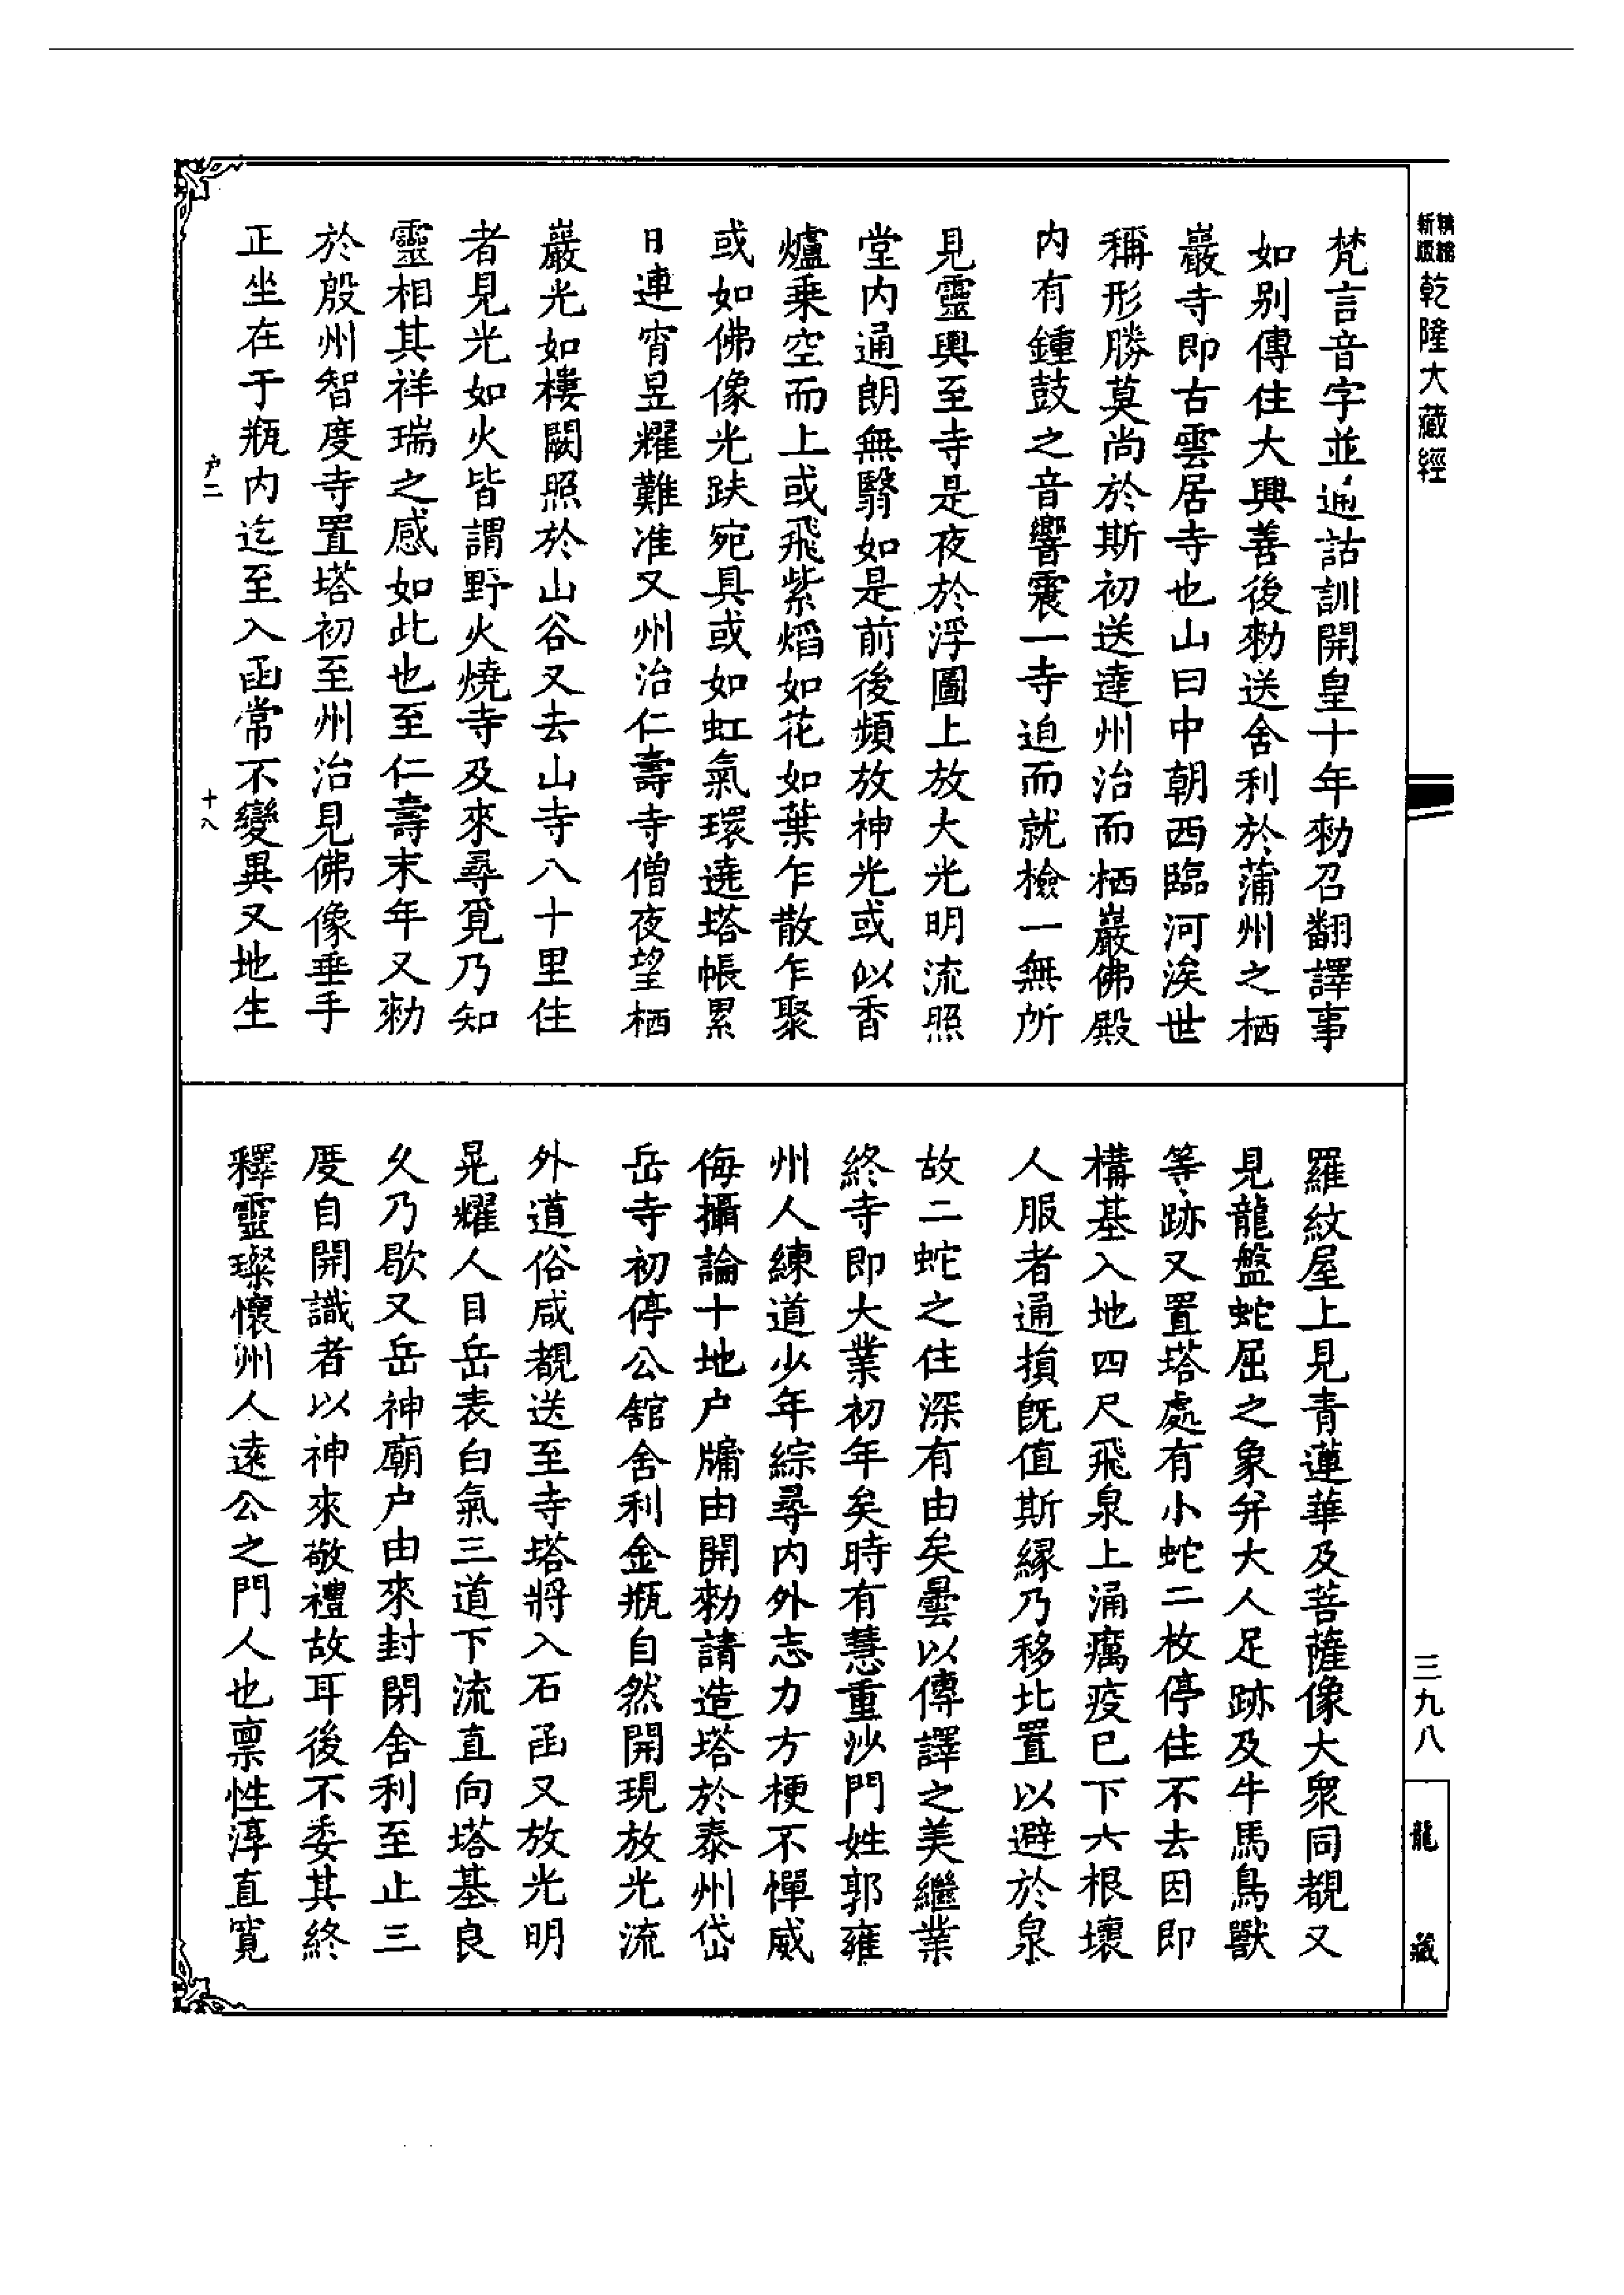 新版
精編
乾隆大藏經
三九八
龍藏
梵言音字並通詁訓開皇十年勑召翻譯事
如別傳住大興善後勑送舍利於蒲州之栖
巖寺即古雲居寺也山曰中朝西臨河涘世
稱形勝莫尚於斯初送達州治而栖巖佛殿
內有鍾鼓之音響震一寺迫而就檢一無所
見靈輿至寺是夜於浮圖上放大光明流照
堂內通朗無翳如是前後頻放神光或似香
爐乗空而上或飛紫熖如花如葉乍散乍聚
或如佛像光趺宛具或如虹氣環遶塔帳累
日連宵昱耀難准又州治仁壽寺僧夜望栖
巖光如樓闕照於山谷又去山寺八十里住
者見光如火皆謂野火燒寺及來尋覓乃知
靈相其祥瑞之感如此也至仁壽末年又勑
於殷州智度寺置塔初至州治見佛像垂手
正坐在于瓶內迄至入函常不變異又地生
户二
十八
羅紋屋上見青蓮華及菩薩像大眾同覩又
見龍盤蛇屈之象并大人足跡及牛馬鳥獸
等跡又置塔處有小蛇二枚停住不去因即
構基入地四尺飛泉上涌癘疫已下六根壞
人服者通損既值斯緣乃移北置以避於泉
故二蛇之住深有由矣曇以傳譯之美繼業
終寺即大業初年矣時有慧重沙門姓郭雍
州人練道少年綜尋內外志力方梗不憚威
侮攝論十地户牖由開勑請造塔於泰州岱
岳寺初停公舘舍利金瓶自然開現放光流
外道俗咸覩送至寺塔將入石函又放光明
晃耀人目岳表白氣三道下流直向塔基良
久乃歇又岳神廟户由來封閉舍利至止三
度自開識者以神來敬禮故耳後不委其終
釋靈璨懷州人遠公之門人也禀性淳直寬